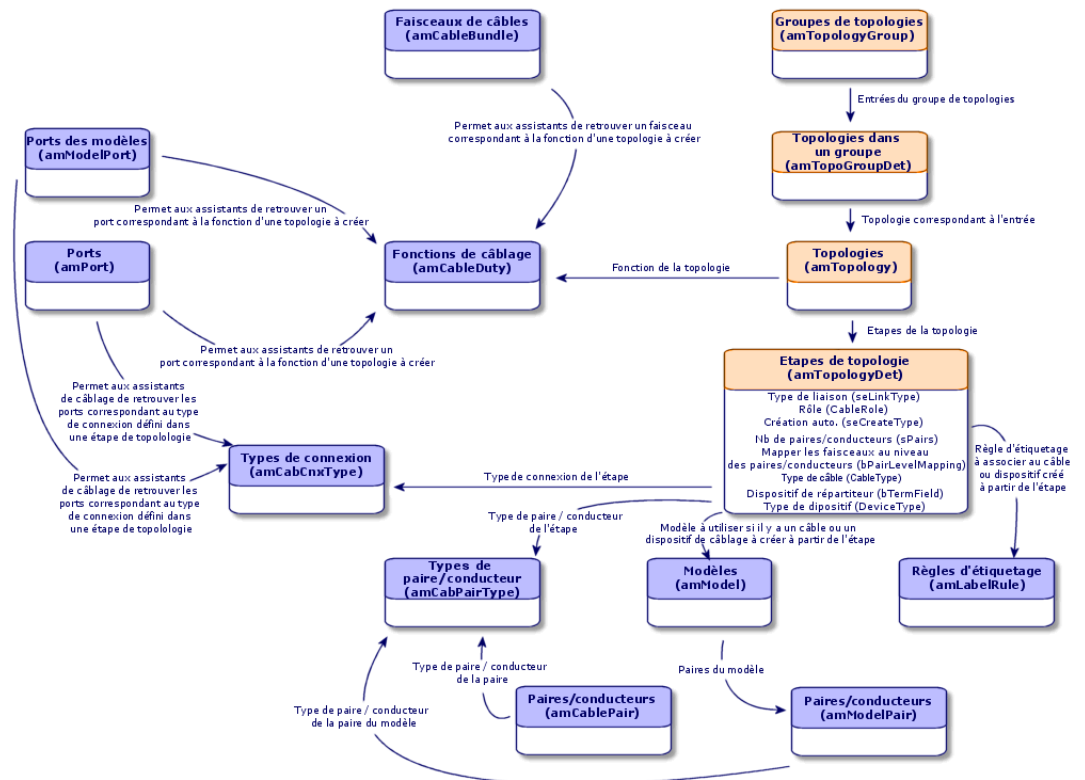 Faisceaux de câbles
(amCableBundle)
Groupes de topologies
(amTopologyGroup)
Entrées du groupe de topologies
Permet aux assistants de retrouver un faisceau
correspondant à la fonction d'une topologie à créer
Ports des modèles
(amModelPort)
Topologies dans
un groupe
(amTopoGroupDet)
Permet aux assistants de retrouver un
port correspondant à la fonction d'une topologie à créer
Topologie correspondant à l'entrée
Ports
(amPort)
Fonctions de câblage
(amCableDuty)
Fonction de la topologie
Topologies
(amTopology)
Etapes de la topologie
Permet aux assistants de retrouver un
port correspondant à la fonction d'une topologie à créer
Etapes de topologie
(amTopologyDet)
Type de liaison (seLinkType)
Rôle (CableRole)
Création auto. (seCreateType)
Nb de paires/conducteurs (sPairs)
Mapper les faisceaux au niveau
des paires/conducteurs (bPairLevelMapping)
Type de câble (CableType)
Dispositif de répartiteur (bTermField)
Type de dipositif (DeviceType)
Permet aux assistants
de câblage de retrouver les
ports correspondant au type
de connexion défini dans
une étape de topolologie
Règle d'étiquetage
à associer au câble
ou dispositif créé
à partir de l'étape
Types de connexion
(amCabCnxType)
Type de connexion de l'étape
Permet aux assistants
de câblage de retrouver les
ports correspondant au type
de connexion défini dans
une étape de topolologie
Type de paire / conducteur
de l'étape
Modèle à utiliser si il y a un câble ou un
dispositif de câblage à créer à partir de l'étape
Types de
paire/conducteur
(amCabPairType)
Modèles
(amModel)
Règles d'étiquetage
(amLabelRule)
Type de paire / conducteur
de la paire
Paires du modèle
Type de paire / conducteur
de la paire du modèle
Paires/conducteurs
(amCablePair)
Paires/conducteurs
(amModelPair)